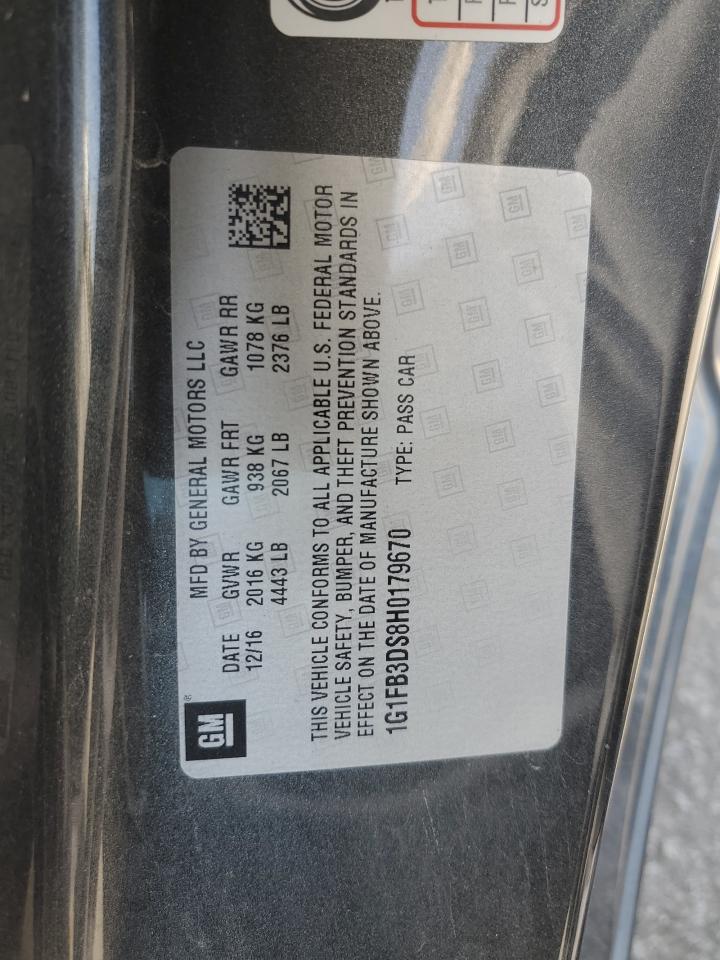 GM
®
MFD BY GENERAL MOTORS LLC
DATE GVWR GAWR FRT GAWR RR
12/16 2016 KG 938 KG 1078 KG
4443 LB 2067 LB 2376 LB
THIS VEHICLE CONFORMS TO ALL APPLICABLE U.S. FEDERAL MOTOR
VEHICLE SAFETY, BUMPER, AND THEFT PREVENTION STANDARDS IN
EFFECT ON THE DATE OF MANUFACTURE SHOWN ABOVE.
1G1FB3DS8H0179670 TYPE: PASS CAR